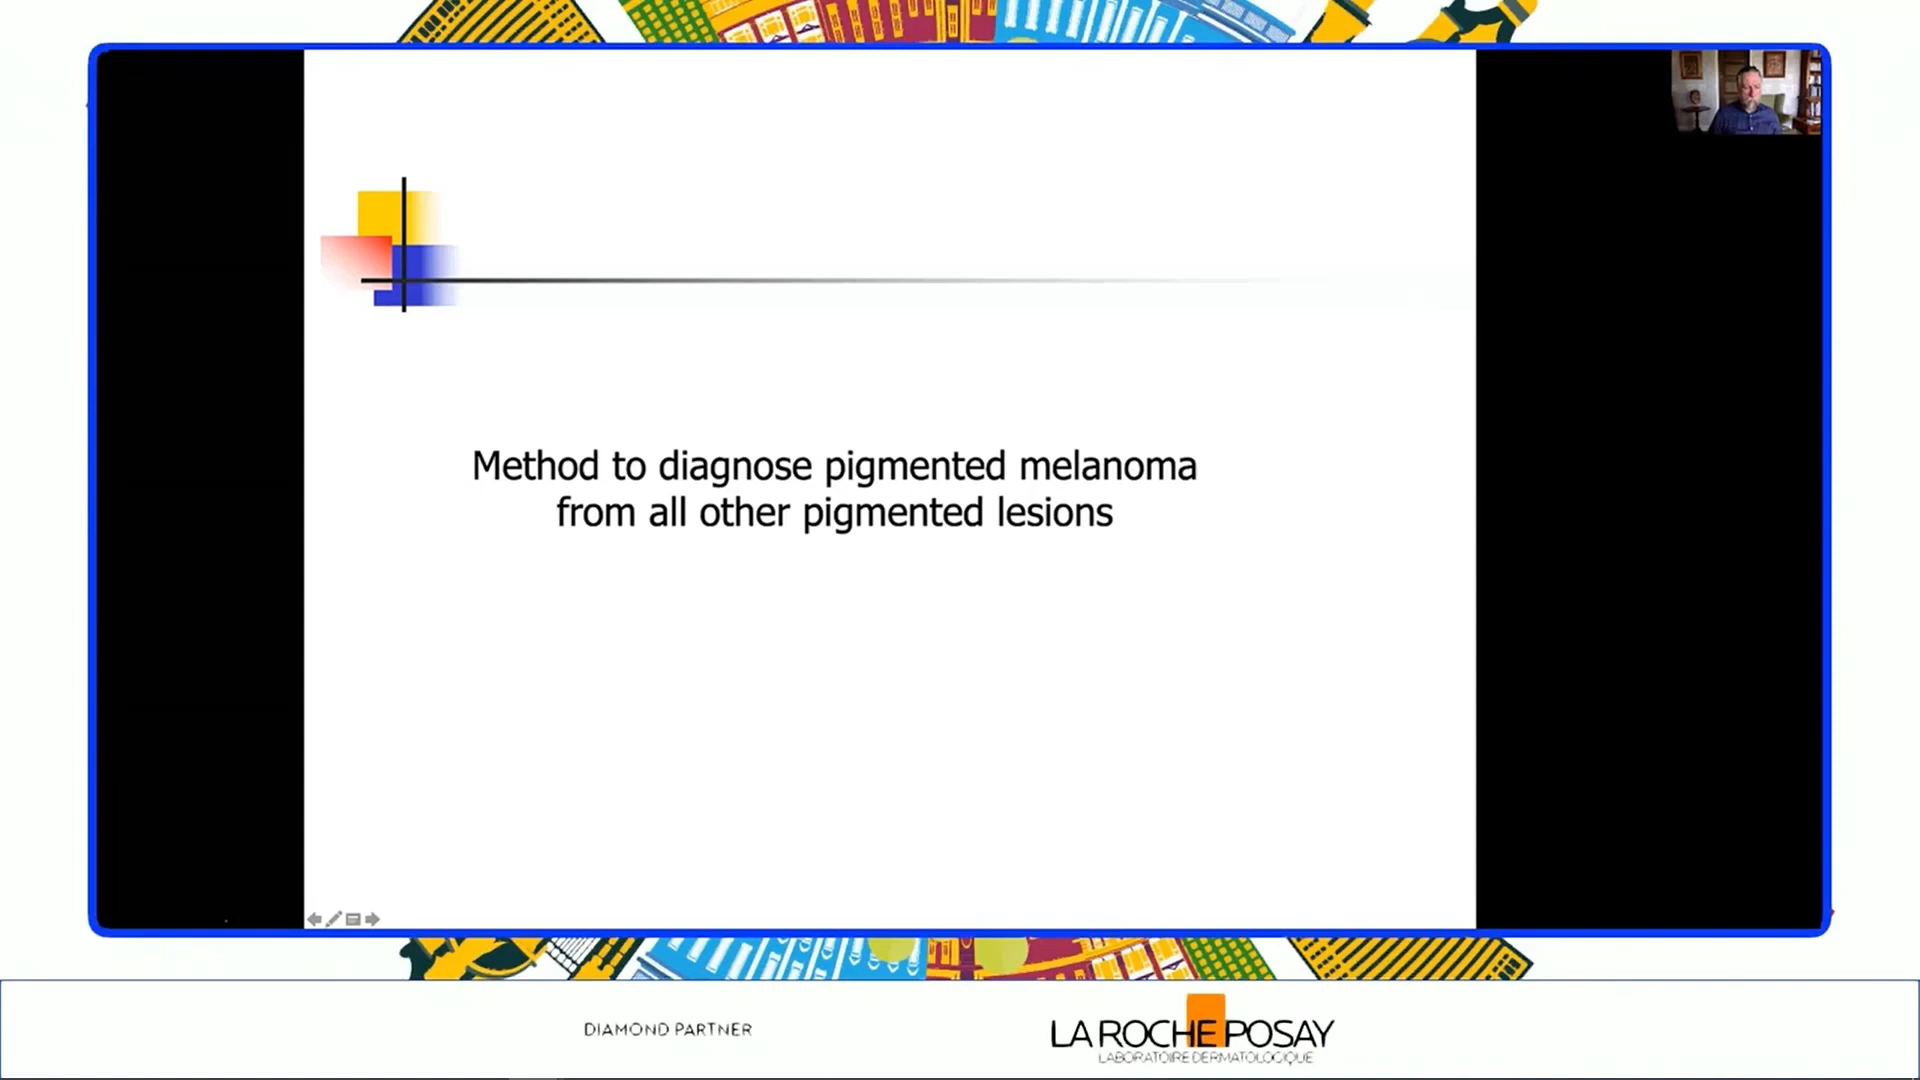 Method to diagnose pigmented melanoma
from all other pigmented lesions
DIAMOND PARTNER
LA ROCHE POSAY
LABORATOIRE DERMATOLOGIQUE